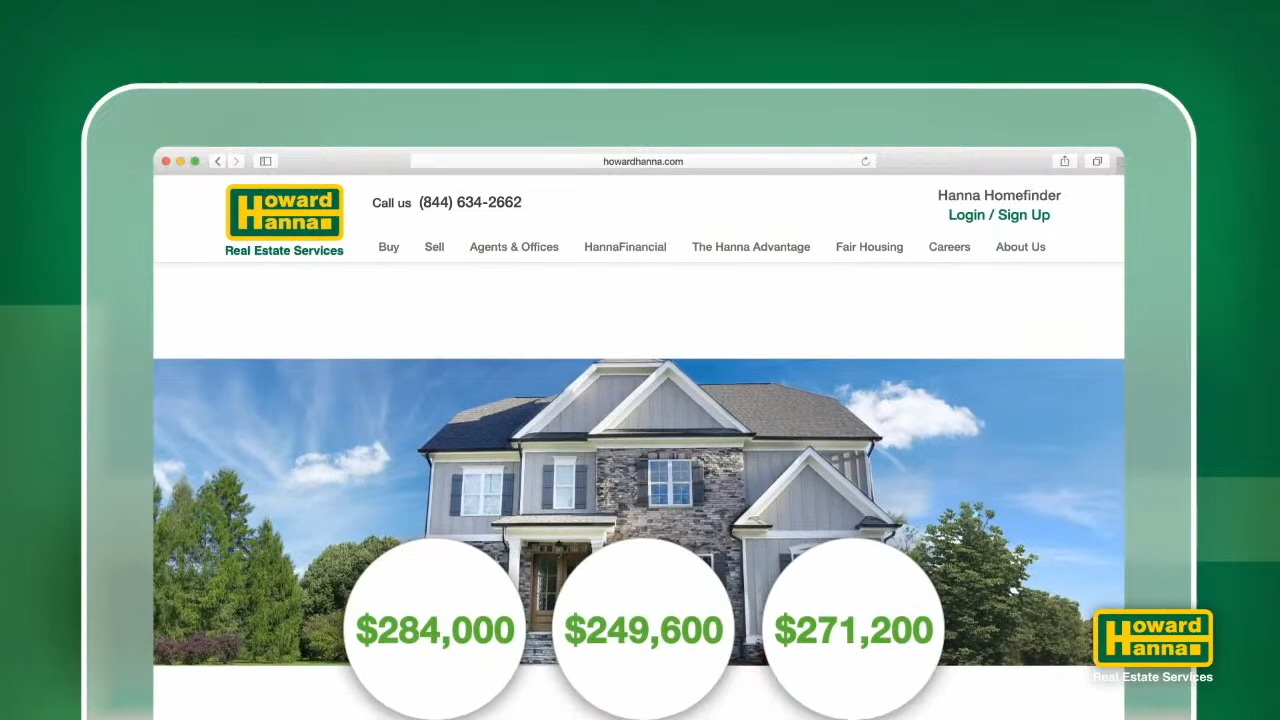 howardhanna.com
Howard
Hanna
Real Estate Services
Call us (844) 634-2662
Hanna Homefinder
Login / Sign Up
Buy Sell Agents & Offices HannaFinancial The Hanna Advantage Fair Housing Careers About Us
$284,000 $249,600 $271,200
Howard
Hanna
Real Estate Services